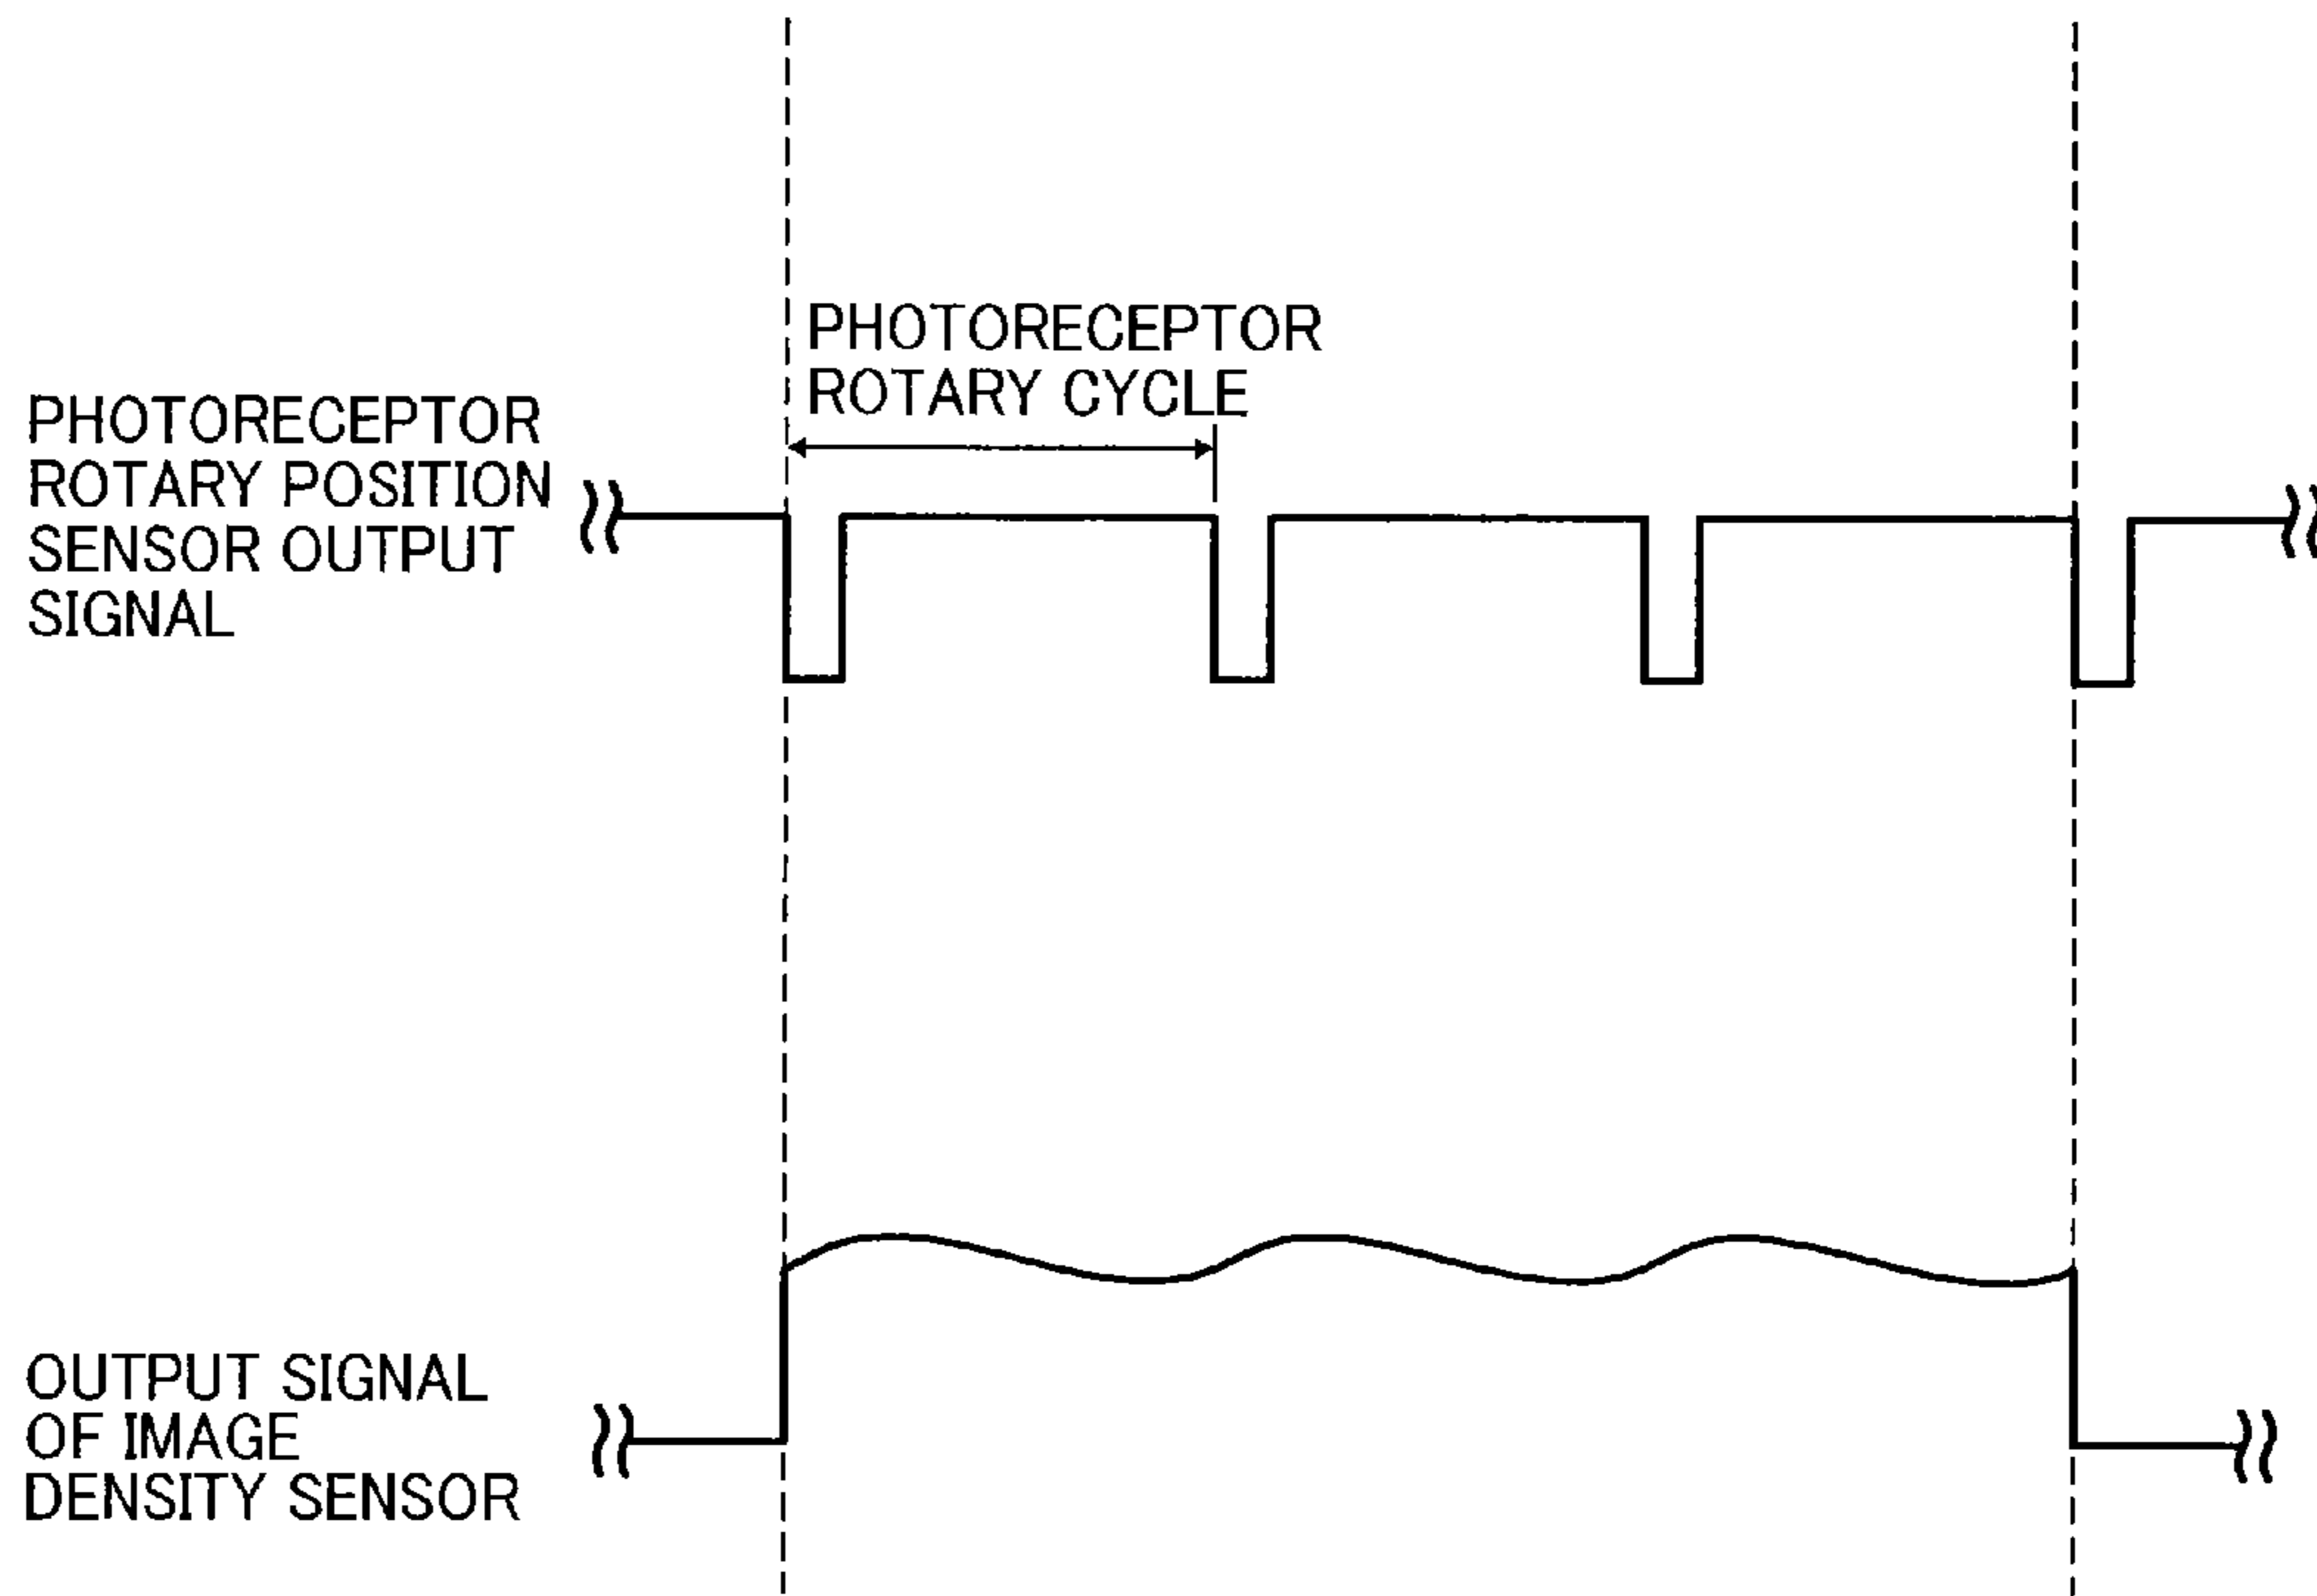 PHOTORECEPTOR
ROTARY CYCLE
PHOTORECEPTOR
ROTARY POSITION
SENSOR OUTPUT
SIGNAL
OUTPUT SIGNAL
OF IMAGE
DENSITY SENSOR